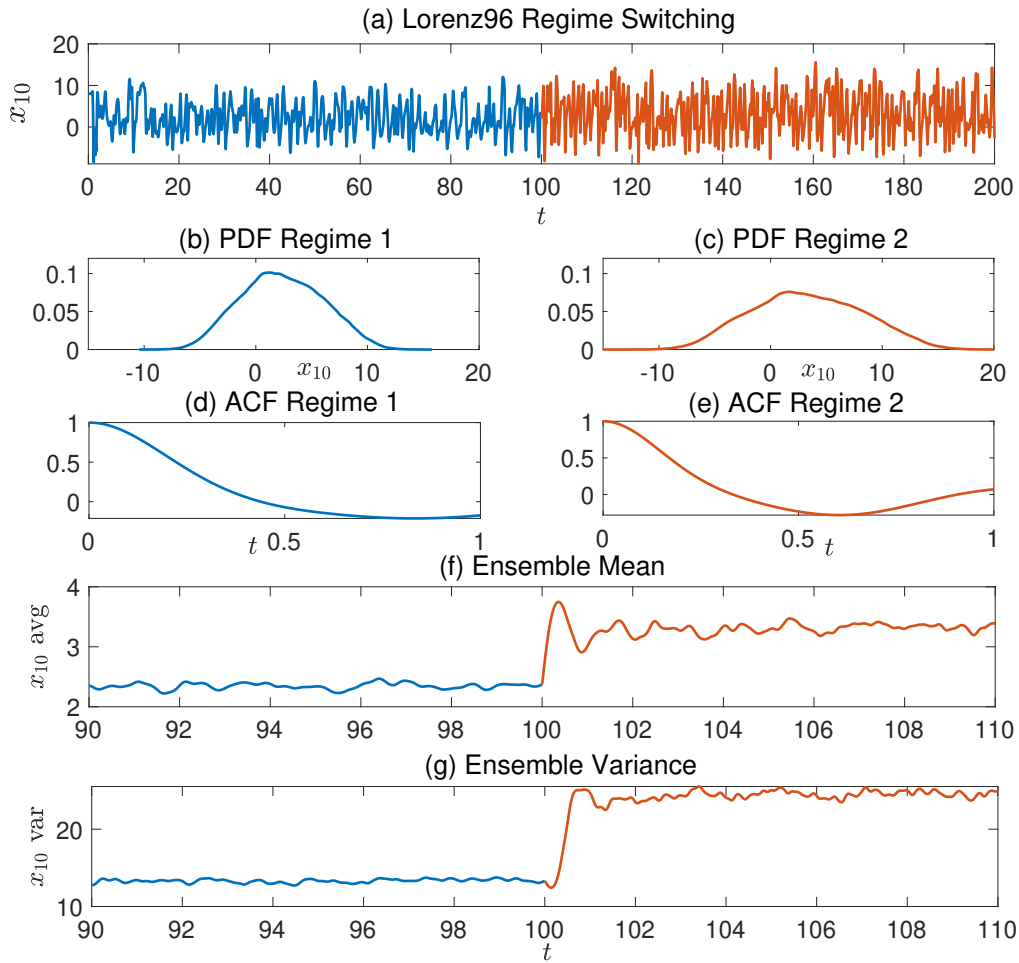 (a) Lorenz96 Regime Switching
20
10
0
x10
0 20 40 60 80 100 120 140 160 180 200
t
(b) PDF Regime 1
0.1
0.05
0
-10 0 x10 10 20
(c) PDF Regime 2
0.1
0.05
0
-10 0 x10 10 20
(d) ACF Regime 1
1
0.5
0
0 t 0.5 1
(e) ACF Regime 2
1
0.5
0
0 0.5 t 1
(f) Ensemble Mean
4
3
2
x10 avg
90 92 94 96 98 100 102 104 106 108 110
(g) Ensemble Variance
20
10
x10 var
90 92 94 96 98 100 102 104 106 108 110
t